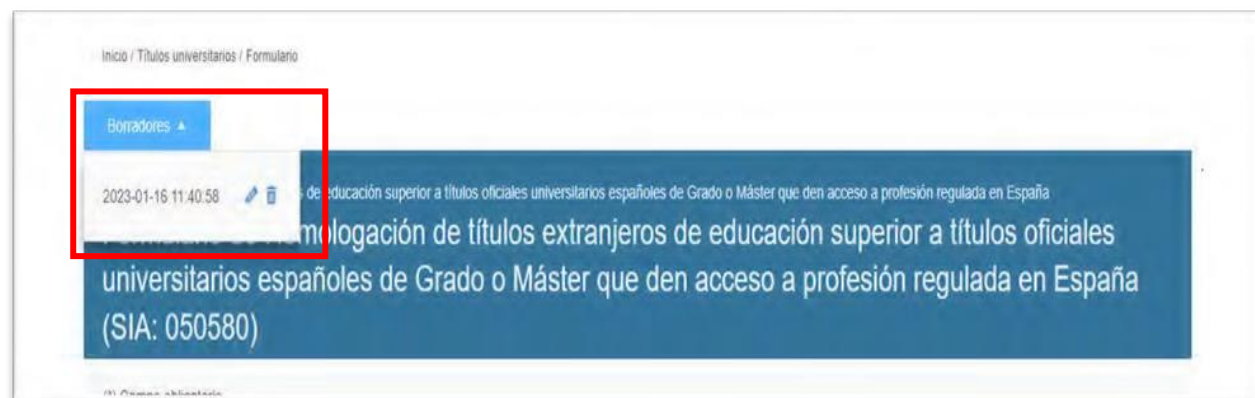 Inicio / Títulos universitarios / Formulario
Borradores ▲
2023-01-16 11:40:58
de educación superior a títulos oficiales universitarios españoles de Grado o Máster que den acceso a profesión regulada en España
mologación de títulos extranjeros de educación superior a títulos oficiales
universitarios españoles de Grado o Máster que den acceso a profesión regulada en España
(SIA: 050580)